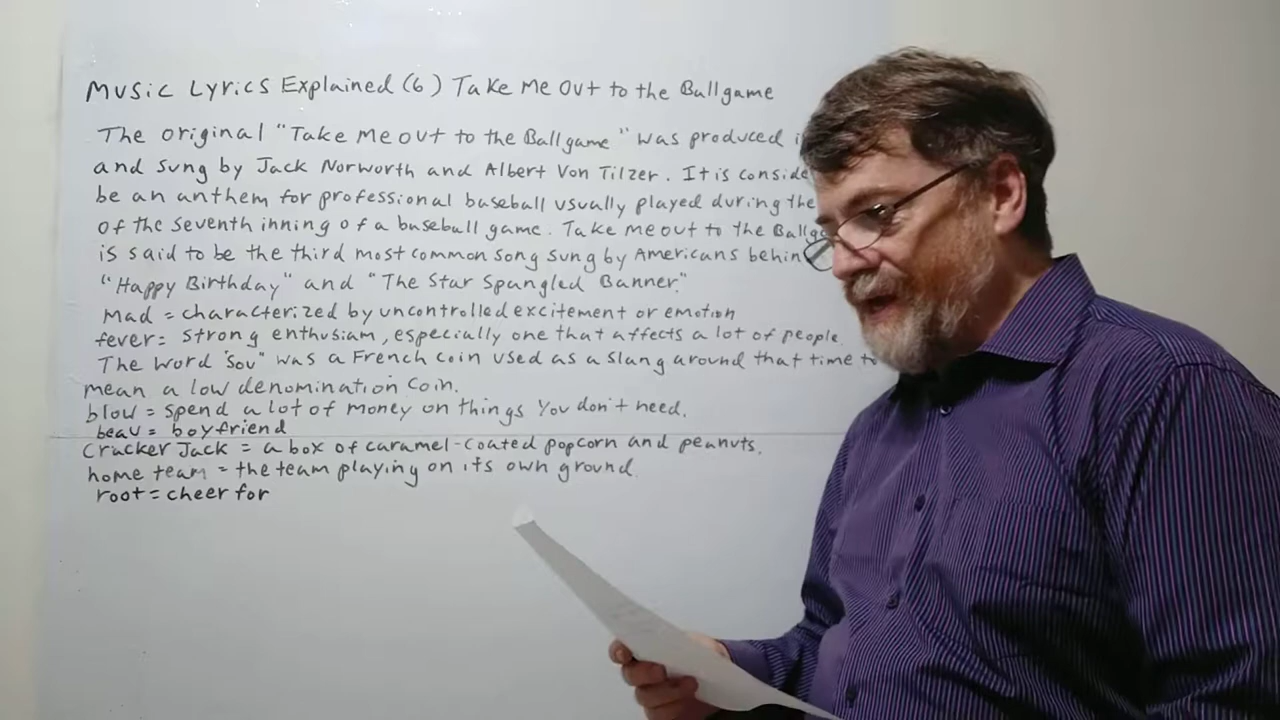 Music Lyrics Explained (6) Take Me Out to the Ballgame
The original "Take Me out to the Ballgame" was produced
and sung by Jack Norworth and Albert Von Tilzer. It is
be an anthem for professional baseball usually played during the
of the seventh inning of a baseball game. Take me out to the
is said to be the third most common song sung by Americans
"Happy Birthday" and "The Star Spangled Banner."
Mad = characterized by uncontrolled excitement or emotion
fever = strong enthusiam, especially one that affects a lot of people.
The word "Sou" was a French coin used as a slang around that time to
mean a low denomination coin.
blow = spend a lot of money on things you don't need.
beau = boyfriend
Cracker Jack = a box of caramel-coated popcorn and peanuts.
home team = the team playing on its own ground.
root = cheer for